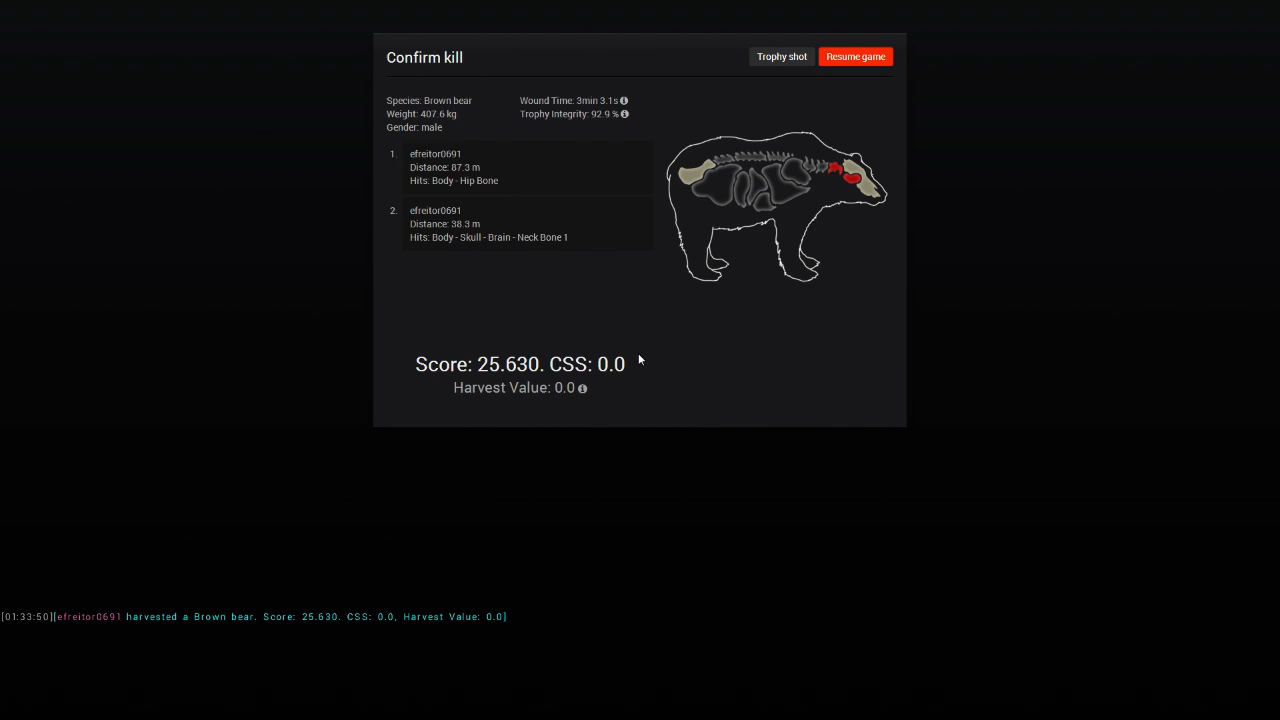 Confirm kill
Trophy shot
Resume game
Species: Brown bear
Weight: 407.6 kg
Gender: male
Wound Time: 3min 3.1s
Trophy Integrity: 92.9 %
1. efreitor0691
Distance: 87.3 m
Hits: Body - Hip Bone
2. efreitor0691
Distance: 38.3 m
Hits: Body - Skull - Brain - Neck Bone 1
Score: 25.630. CSS: 0.0
Harvest Value: 0.0
[01:33:50][efreitor0691 harvested a Brown bear. Score: 25.630. CSS: 0.0, Harvest Value: 0.0]